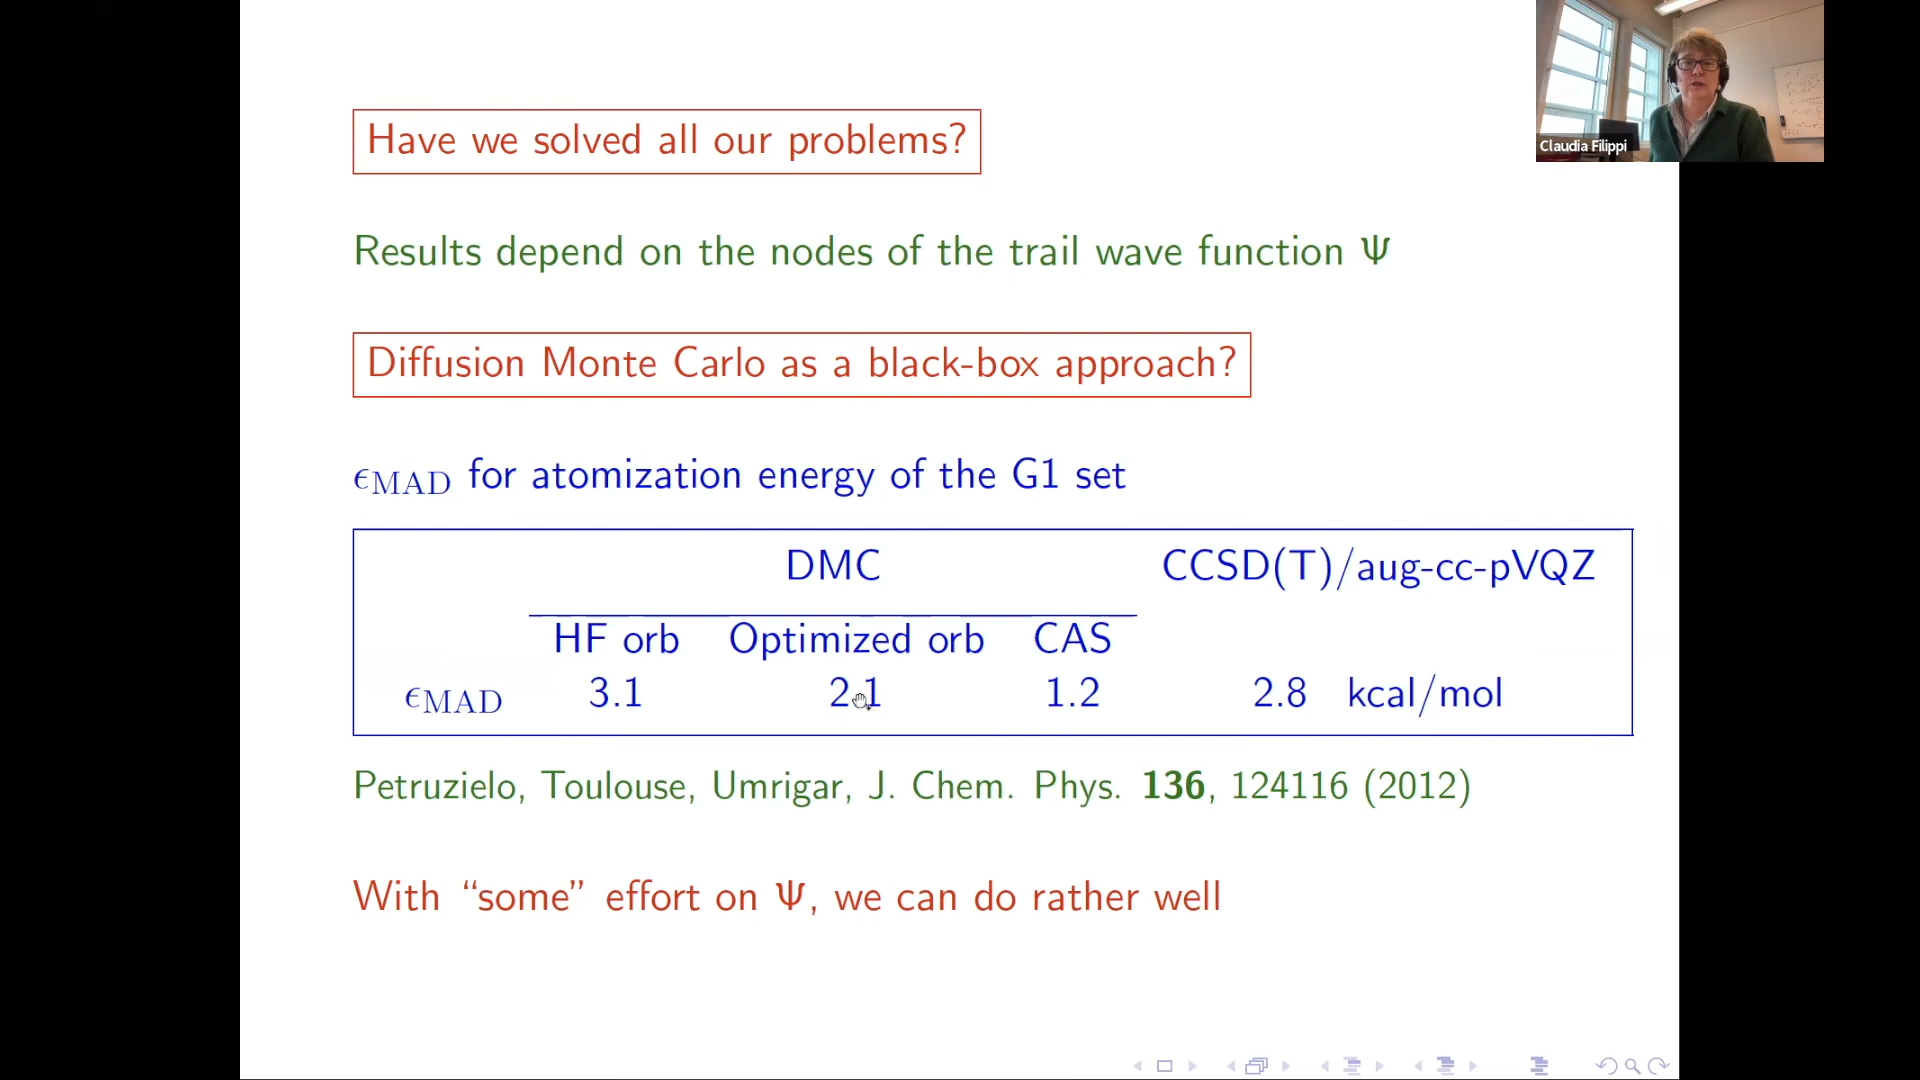 Have we solved all our problems?
Claudia Filippi
Results depend on the nodes of the trail wave function Ψ
Diffusion Monte Carlo as a black-box approach?
ϵMAD for atomization energy of the G1 set
DMC CCSD(T)/aug-cc-pVQZ
HF orb Optimized orb CAS
ϵMAD 3.1 2.1 1.2 2.8 kcal/mol
Petruzielo, Toulouse, Umrigar, J. Chem. Phys. 136, 124116 (2012)
With “some” effort on Ψ, we can do rather well